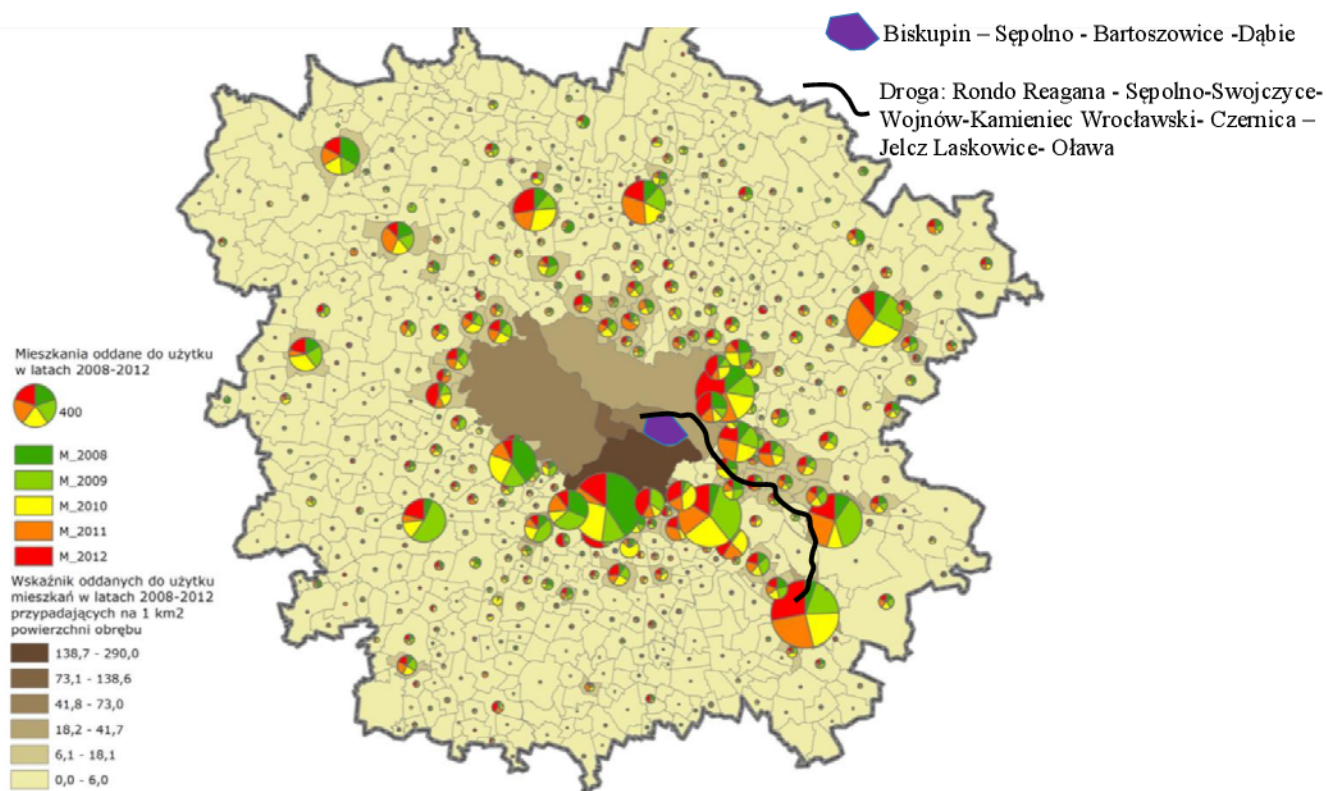 Biskupin – Sępolno - Bartoszowice -Dąbie
Droga: Rondo Reagana - Sępolno-Swojczyce-
Wojnów-Kamieniec Wrocławski- Czernica –
Jelcz Laskowice- Oława
Mieszkania oddane do użytku
w latach 2008-2012
400
M_2008
M_2009
M_2010
M_2011
M_2012
Wskaźnik oddanych do użytku
mieszkań w latach 2008-2012
przypadających na 1 km2
powierzchni obrębu
138,7 - 290,0
73,1 - 138,6
41,8 - 73,0
18,2 - 41,7
6,1 - 18,1
0,0 - 6,0